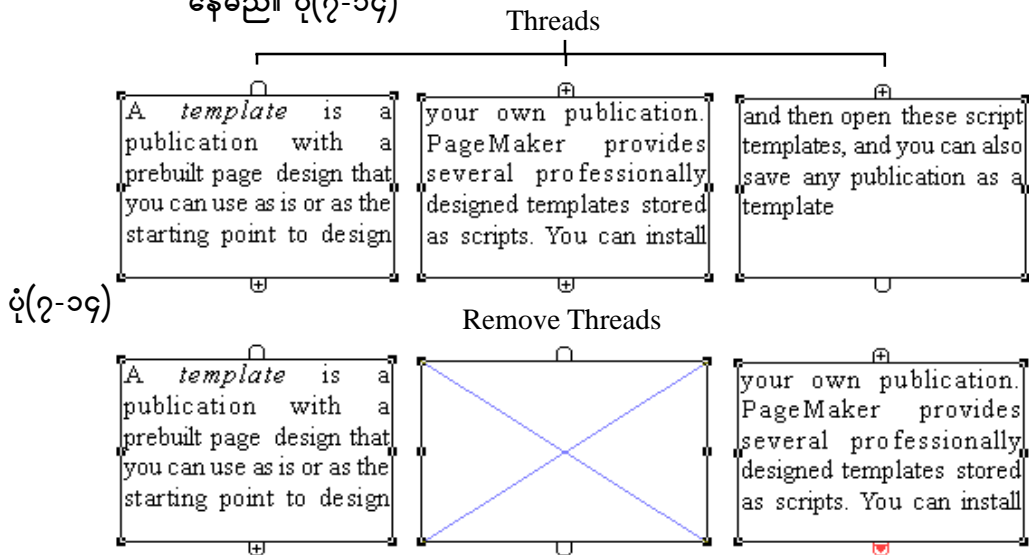 နေမည်။ ပုံ(၇-၁၄)
Threads
A template is a
publication with a
prebuilt page design that
you can use as is or as the
starting point to design
your own publication.
PageMaker provides
several professionally
designed templates stored
as scripts. You can install
and then open these script
templates, and you can also
save any publication as a
template
ပုံ(၇-၁၄)
Remove Threads
A template is a
publication with a
prebuilt page design that
you can use as is or as the
starting point to design
your own publication.
PageMaker provides
several professionally
designed templates stored
as scripts. You can install